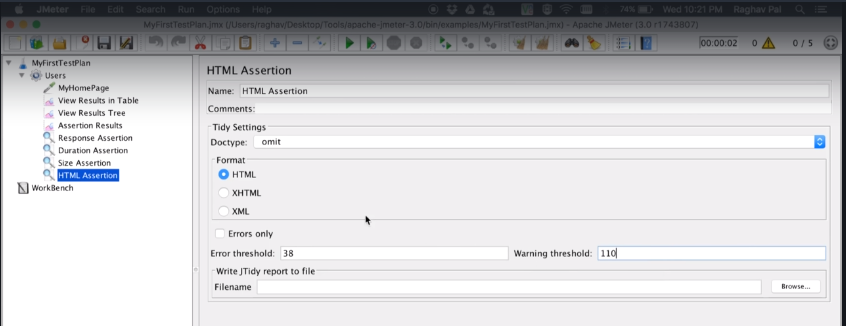 JMeter File Edit Search Run Options Help 74% Wed 10:21 PM Raghav Pal
MyFirstTestPlan.jmx (/Users/raghav/Desktop/Tools/apache-jmeter-3.0/bin/examples/MyFirstTestPlan.jmx) - Apache JMeter (3.0 r1743807)
00:00:02 0 0 / 5
MyFirstTestPlan
Users
MyHomePage
View Results in Table
View Results Tree
Assertion Results
Response Assertion
Duration Assertion
Size Assertion
HTML Assertion
WorkBench
HTML Assertion
Name: HTML Assertion
Comments:
Tidy Settings
Doctype: omit
Format
HTML
XHTML
XML
Errors only
Error threshold: 38 Warning threshold: 110
Write JTidy report to file
Filename Browse...